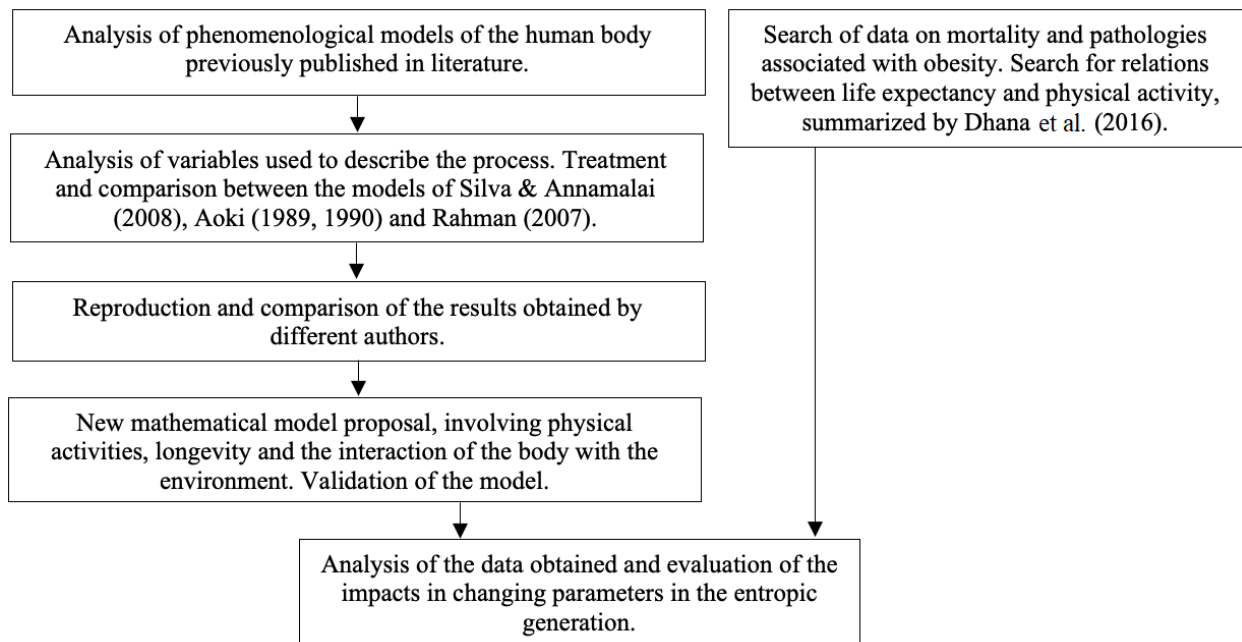 Analysis of phenomenological models of the human body
previously published in literature.
Search of data on mortality and pathologies
associated with obesity. Search for relations
between life expectancy and physical activity,
summarized by Dhana et al. (2016).
Analysis of variables used to describe the process. Treatment
and comparison between the models of Silva & Annamalai
(2008), Aoki (1989, 1990) and Rahman (2007).
Reproduction and comparison of the results obtained by
different authors.
New mathematical model proposal, involving physical
activities, longevity and the interaction of the body with the
environment. Validation of the model.
Analysis of the data obtained and evaluation of the
impacts in changing parameters in the entropic
generation.